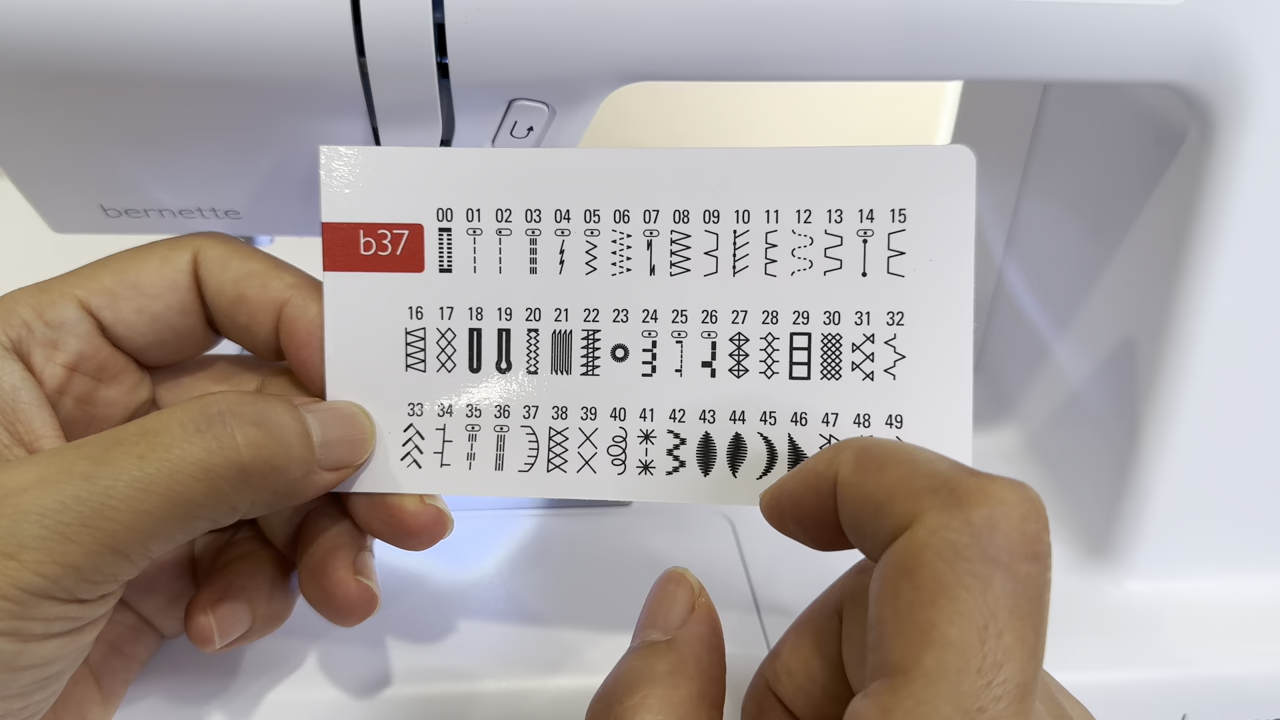 bernette
b37
00 01 02 03 04 05 06 07 08 09 10 11 12 13 14 15
16 17 18 19 20 21 22 23 24 25 26 27 28 29 30 31 32
33 34 35 36 37 38 39 40 41 42 43 44 45 46 47 48 49